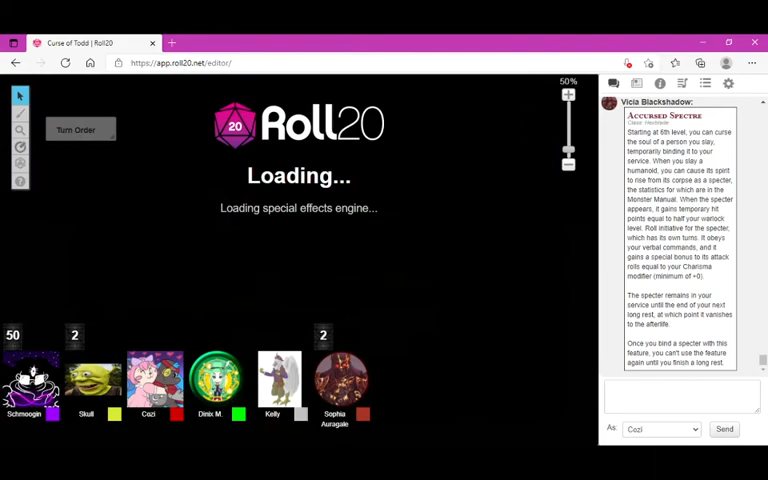 Curse of Todd | Roll20
https://app.roll20.net/editor/
50%
Turn Order
20
Roll20
Loading...
Loading special effects engine...
Vicia Blackshadow:
ACCURSED SPECTRE
Starting at 6th level, you can curse
the soul of a person you slay,
temporarily binding it to your
service. When you slay a
humanoid, you can cause its spirit
to rise from its corpse as a specter,
the statistics for which are in the
Monster Manual. When the specter
appears, it gains temporary hit
points equal to half your warlock
level. Roll initiative for the specter,
which has its own turns. It obeys
your verbal commands, and it
gains a special bonus to its attack
rolls equal to your Charisma
modifier (minimum of +0).
The specter remains in your
service until the end of your next
long rest, at which point it vanishes
to the afterlife.
Once you bind a specter with this
feature, you can't use the feature
again until you finish a long rest.
50
2
2
Schmoogin
Skull
Cozi
Dinix M.
Kelly
Sophia
Auragale
As:
Cozi
Send